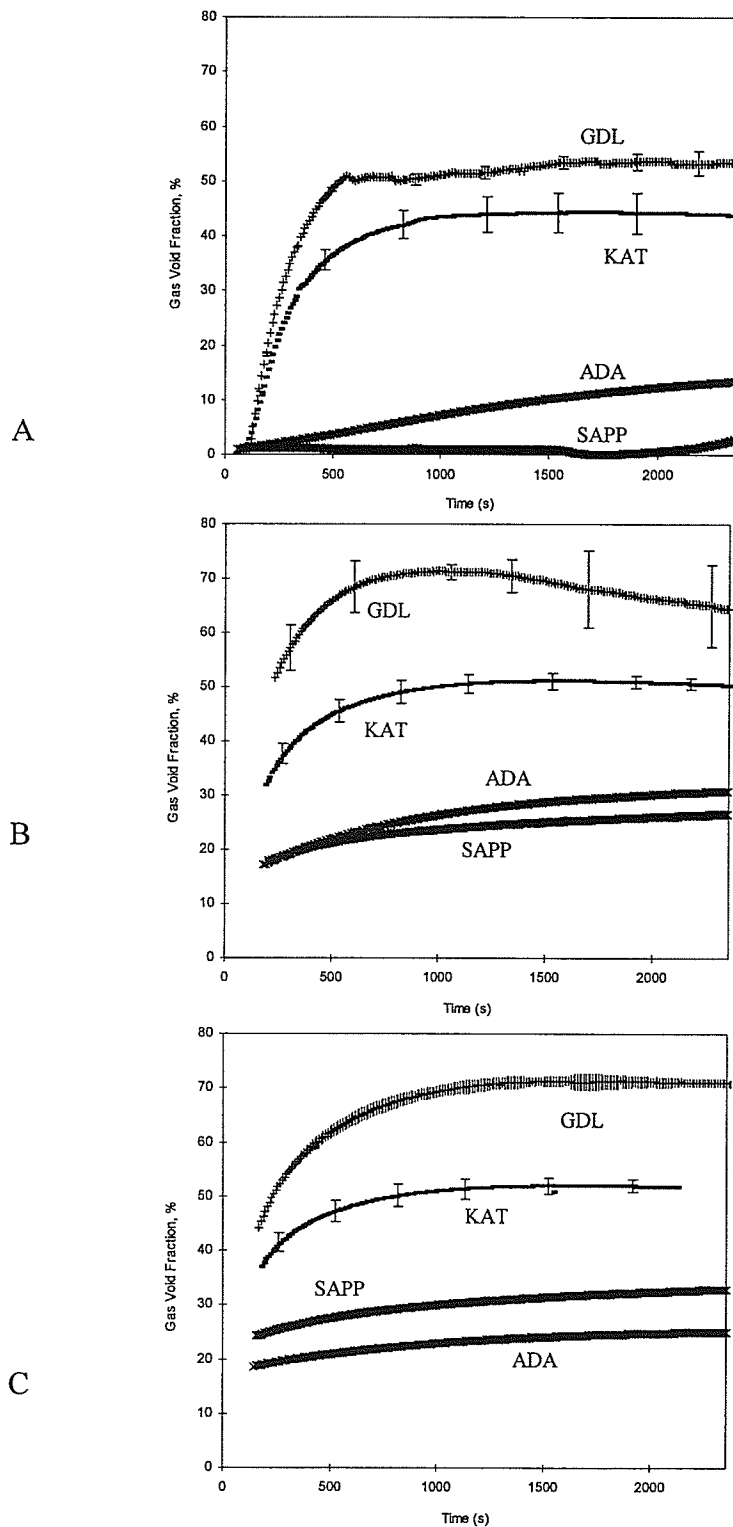 80
70
60
50
40
30
20
10
0
Gas Void Fraction, %
GDL
KAT
ADA
SAPP
A
0 500 1000 1500 2000
Time (s)
80
70
60
50
40
30
20
10
0
Gas Void Fraction, %
GDL
KAT
ADA
SAPP
B
0 500 1000 1500 2000
Time (s)
80
70
60
50
40
30
20
10
0
Gas Void Fraction, %
GDL
KAT
SAPP
ADA
C
0 500 1000 1500 2000
Time (s)